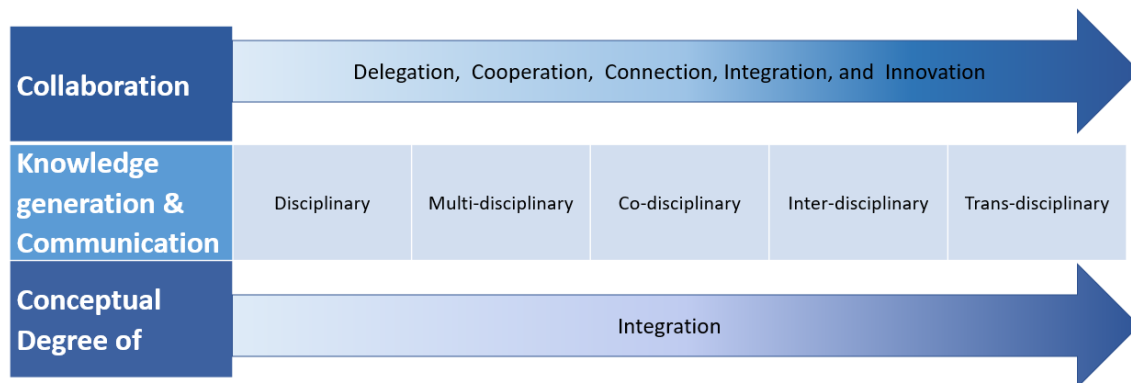 Collaboration
Delegation, Cooperation, Connection, Integration, and Innovation
Knowledge
generation &
Communication
Disciplinary
Multi-disciplinary
Co-disciplinary
Inter-disciplinary
Trans-disciplinary
Conceptual
Degree of
Integration